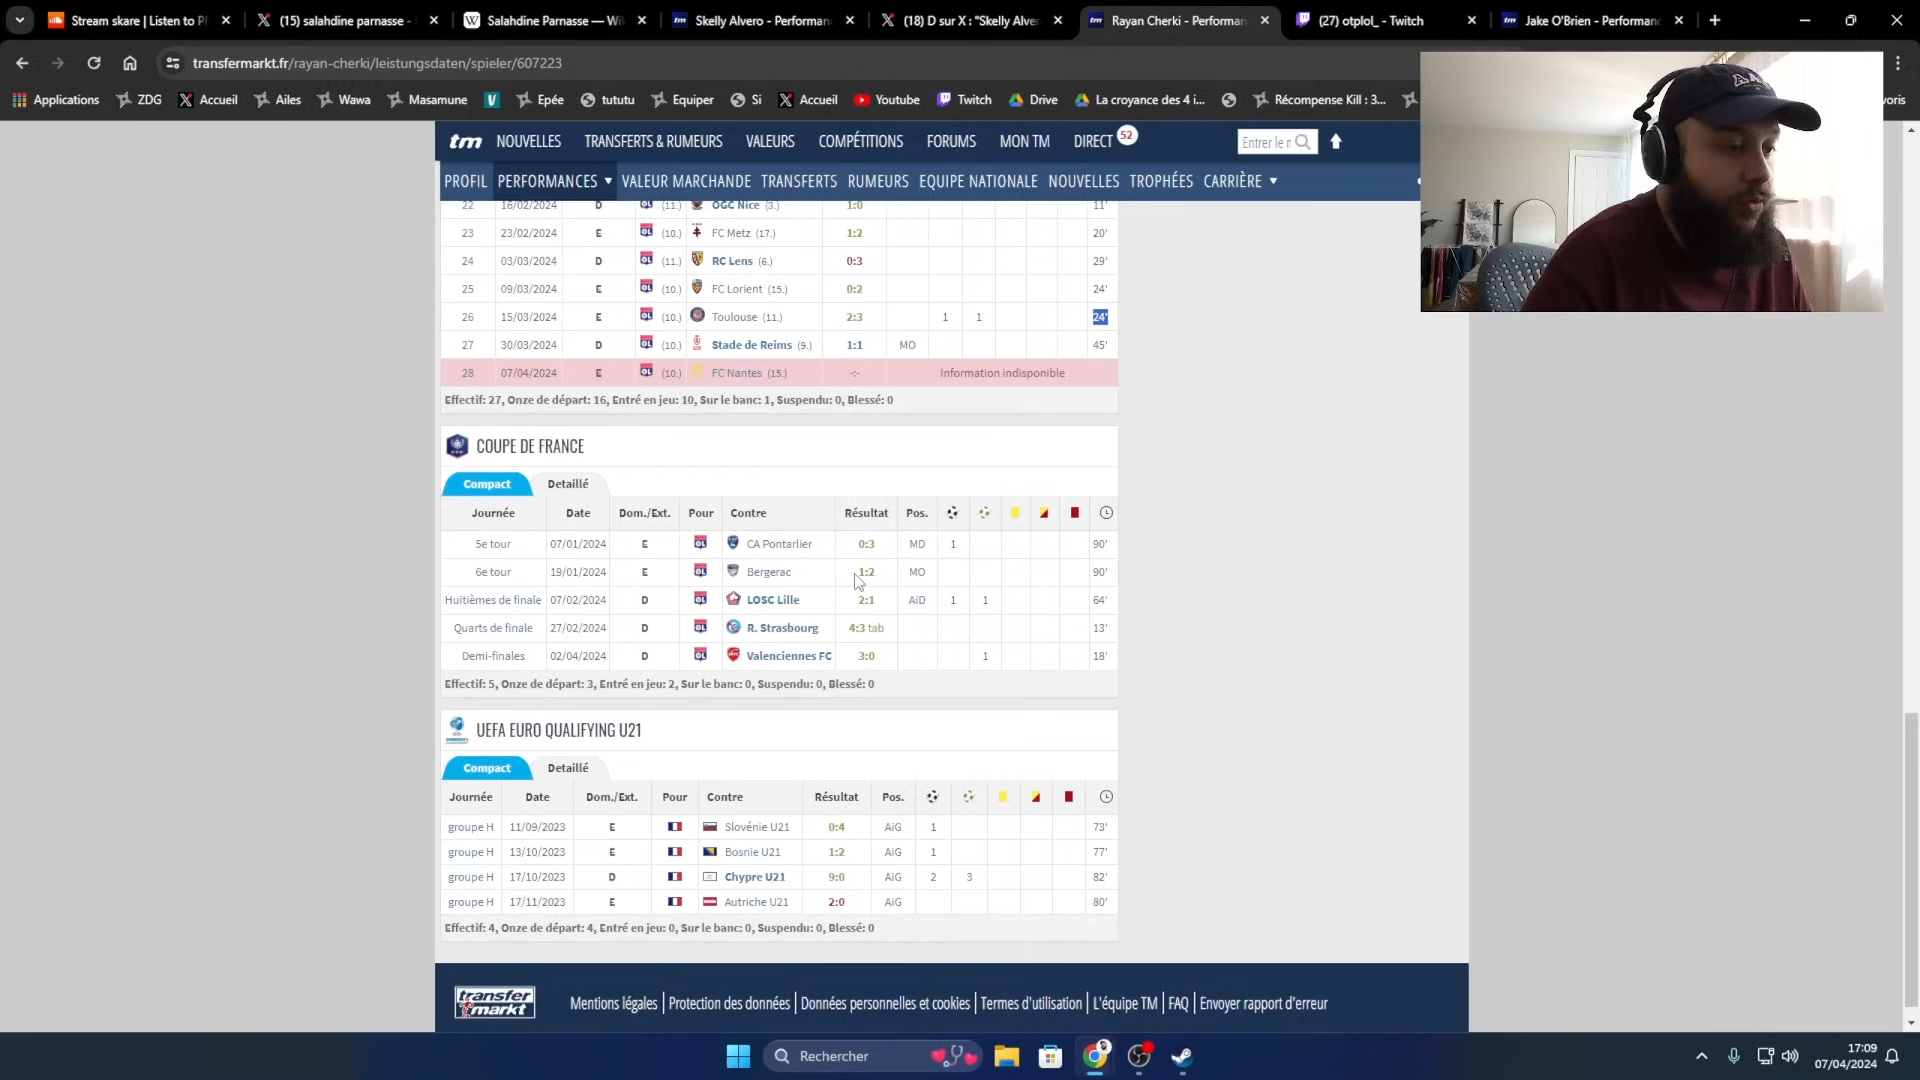 Stream skare | Listen to Pl
(15) salahdine parnasse -
Salahdine Parnasse — Wil
Skelly Alvero - Performan
(18) D sur X : "Skelly Alver
Rayan Cherki - Performan
(27) otplol_ - Twitch
Jake O'Brien - Performanc
transfermarkt.fr/rayan-cherki/leistungsdaten/spieler/607223
Applications ZDG Accueil Ailes Wawa Masamune Epée tututu Equiper Si Accueil Youtube Twitch Drive La croyance des 4 i... Récompense Kill : 3... voris
tm NOUVELLES TRANSFERTS & RUMEURS VALEURS COMPÉTITIONS FORUMS MON TM DIRECT 52 Entrer le r
PROFIL PERFORMANCES VALEUR MARCHANDE TRANSFERTS RUMEURS EQUIPE NATIONALE NOUVELLES TROPHÉES CARRIÈRE
22 16/02/2024 D (11.) OGC Nice (3.) 1:0 11'
23 23/02/2024 E (10.) FC Metz (17.) 1:2 20'
24 03/03/2024 D (11.) RC Lens (6.) 0:3 29'
25 09/03/2024 E (10.) FC Lorient (15.) 0:2 24'
26 15/03/2024 E (10.) Toulouse (11.) 2:3 1 1 24'
27 30/03/2024 D (10.) Stade de Reims (9.) 1:1 MO 45'
28 07/04/2024 E (10.) FC Nantes (15.) -:- Information indisponible
Effectif: 27, Onze de départ: 16, Entré en jeu: 10, Sur le banc: 1, Suspendu: 0, Blessé: 0
COUPE DE FRANCE
Compact Detaillé
Journée Date Dom./Ext. Pour Contre Résultat Pos.
5e tour 07/01/2024 E CA Pontarlier 0:3 MD 1 90'
6e tour 19/01/2024 E Bergerac 1:2 MO 90'
Huitièmes de finale 07/02/2024 D LOSC Lille 2:1 AiD 1 1 64'
Quarts de finale 27/02/2024 D R. Strasbourg 4:3 tab 13'
Demi-finales 02/04/2024 D Valenciennes FC 3:0 1 18'
Effectif: 5, Onze de départ: 3, Entré en jeu: 2, Sur le banc: 0, Suspendu: 0, Blessé: 0
UEFA EURO QUALIFYING U21
Compact Detaillé
Journée Date Dom./Ext. Pour Contre Résultat Pos.
groupe H 11/09/2023 E Slovénie U21 0:4 AiG 1 73'
groupe H 13/10/2023 E Bosnie U21 1:2 AiG 1 77'
groupe H 17/10/2023 D Chypre U21 9:0 AiG 2 3 82'
groupe H 17/11/2023 E Autriche U21 2:0 AiG 80'
Effectif: 4, Onze de départ: 4, Entré en jeu: 0, Sur le banc: 0, Suspendu: 0, Blessé: 0
transfer markt
Mentions légales | Protection des données | Données personnelles et cookies | Termes d'utilisation | L'équipe TM | FAQ | Envoyer rapport d'erreur
Rechercher
17:09
07/04/2024